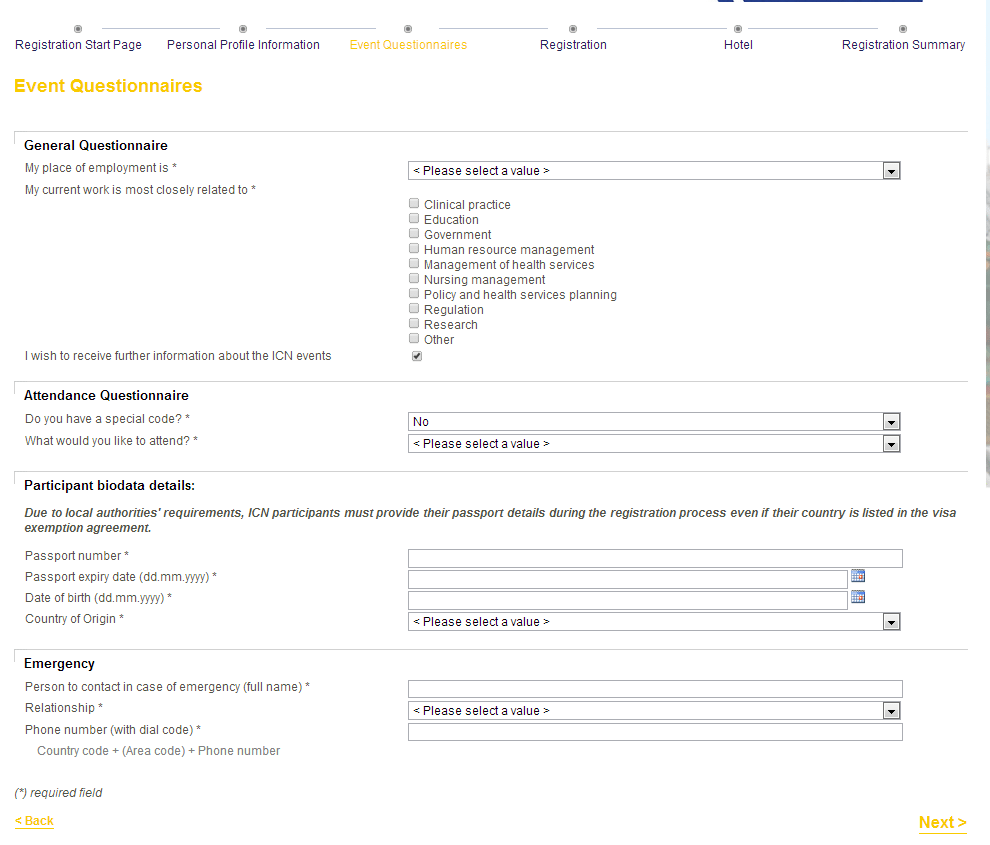 Registration Start Page Personal Profile Information Event Questionnaires Registration Hotel Registration Summary
Event Questionnaires
General Questionnaire
My place of employment is * < Please select a value >
My current work is most closely related to *
Clinical practice
Education
Government
Human resource management
Management of health services
Nursing management
Policy and health services planning
Regulation
Research
Other
I wish to receive further information about the ICN events
Attendance Questionnaire
Do you have a special code? * No
What would you like to attend? * < Please select a value >
Participant biodata details:
Due to local authorities' requirements, ICN participants must provide their passport details during the registration process even if their country is listed in the visa
exemption agreement.
Passport number *
Passport expiry date (dd.mm.yyyy) *
Date of birth (dd.mm.yyyy) *
Country of Origin * < Please select a value >
Emergency
Person to contact in case of emergency (full name) *
Relationship * < Please select a value >
Phone number (with dial code) *
Country code + (Area code) + Phone number
(*) required field
< Back Next >